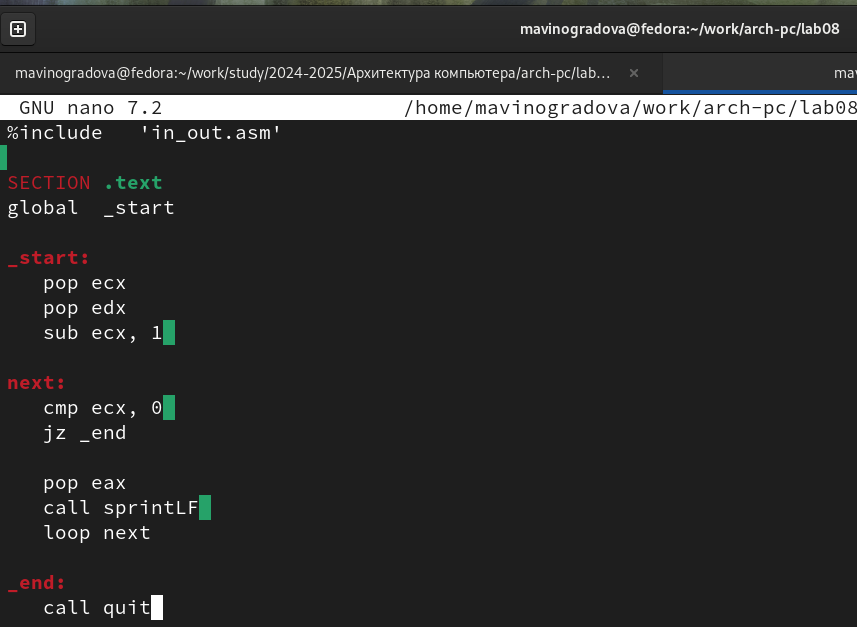 mavinogradova@fedora:~/work/arch-pc/lab08
mavinogradova@fedora:~/work/study/2024-2025/Архитектура компьютера/arch-pc/lab... ×
GNU nano 7.2 /home/mavinogradova/work/arch-pc/lab08
%include 'in_out.asm'
SECTION .text
global _start
_start:
pop ecx
pop edx
sub ecx, 1
next:
cmp ecx, 0
jz _end
pop eax
call sprintLF
loop next
_end:
call quit